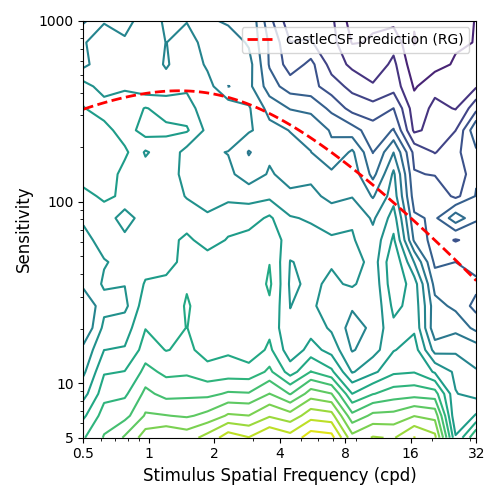 castleCSF prediction (RG)
Sensitivity
1000
100
10
5
0.5 1 2 4 8 16 32
Stimulus Spatial Frequency (cpd)